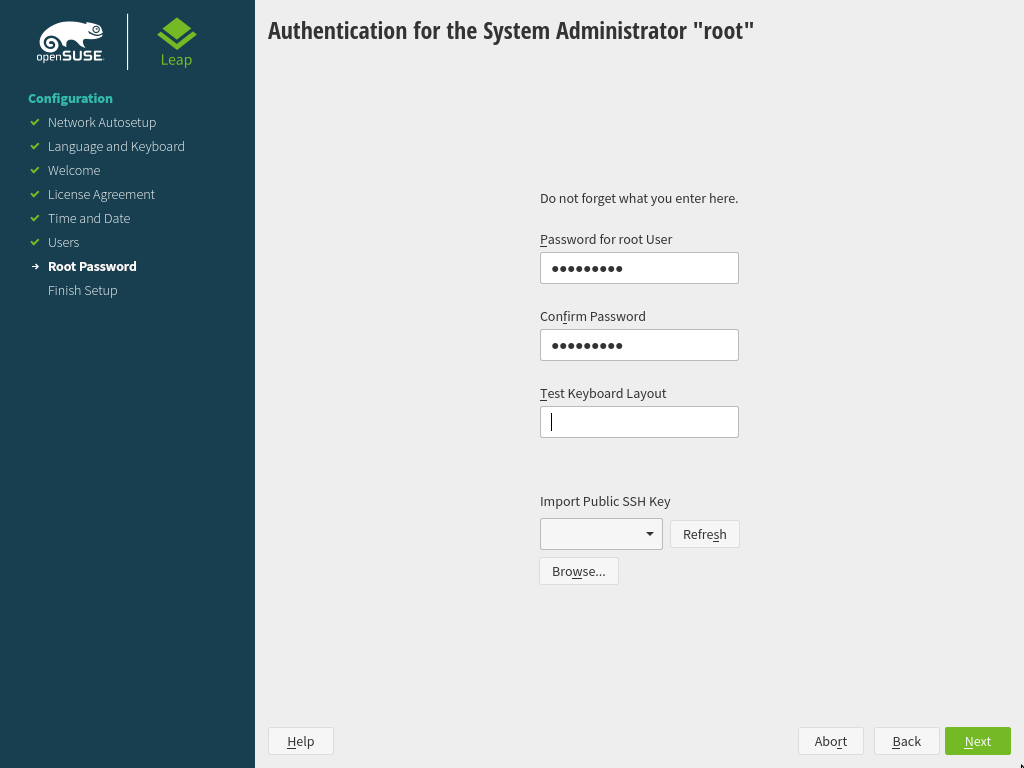 openSUSE
Leap
Configuration
Network Autosetup
Language and Keyboard
Welcome
License Agreement
Time and Date
Users
Root Password
Finish Setup
Authentication for the System Administrator "root"
Do not forget what you enter here.
Password for root User
●●●●●●●●●
Confirm Password
●●●●●●●●●
Test Keyboard Layout
Import Public SSH Key
Refresh
Browse...
Help
Abort
Back
Next